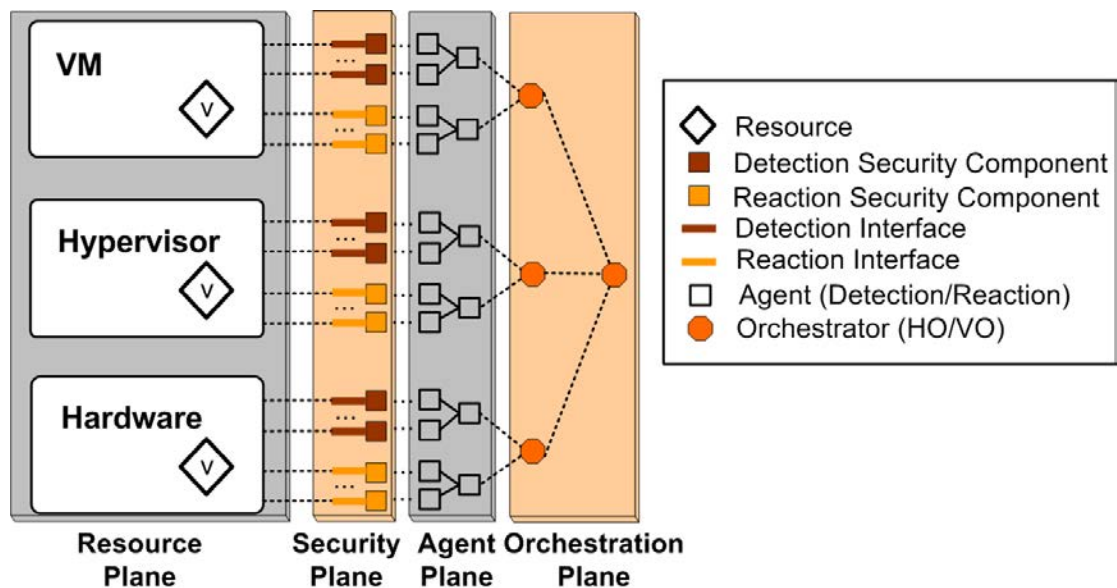 VM
V
...
...
Hypervisor
V
...
...
Hardware
V
...
...
Resource
Plane
Security
Plane
Agent
Plane
Orchestration
Plane
Resource
Detection Security Component
Reaction Security Component
Detection Interface
Reaction Interface
Agent (Detection/Reaction)
Orchestrator (HO/VO)